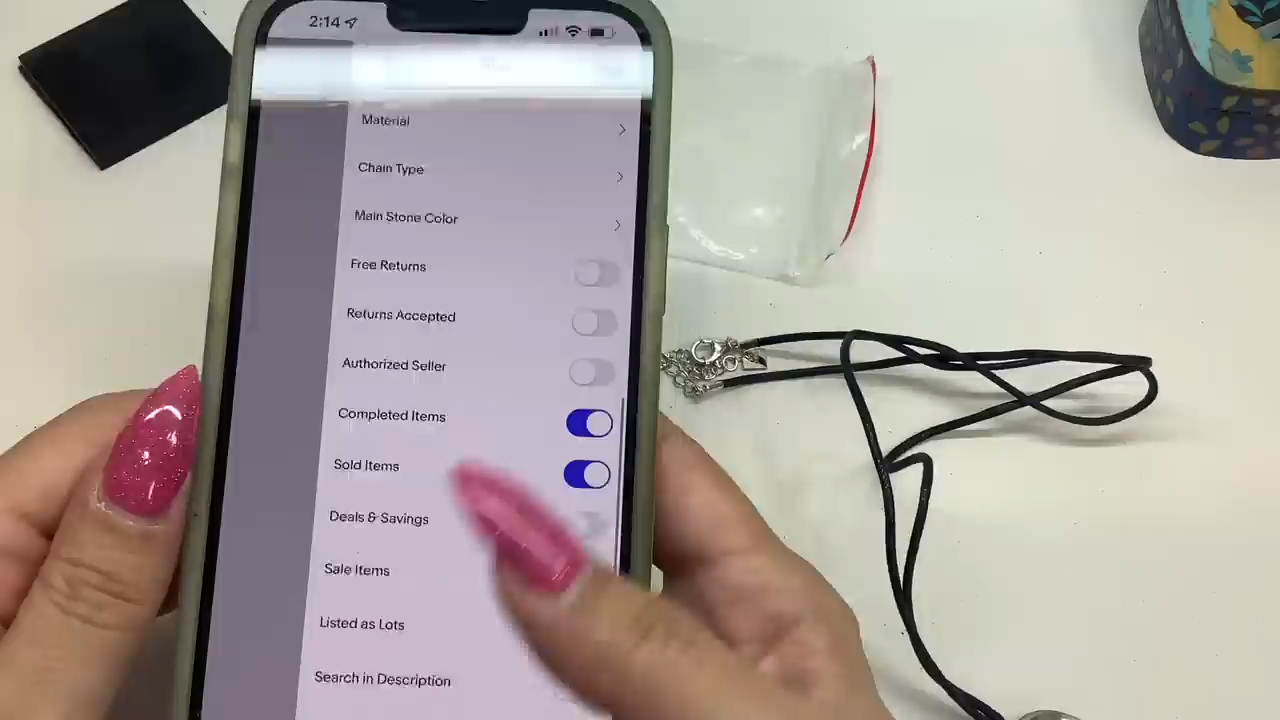 2:14
Material
Chain Type
Main Stone Color
Free Returns
Returns Accepted
Authorized Seller
Completed Items
Sold Items
Deals & Savings
Sale Items
Listed as Lots
Search in Description